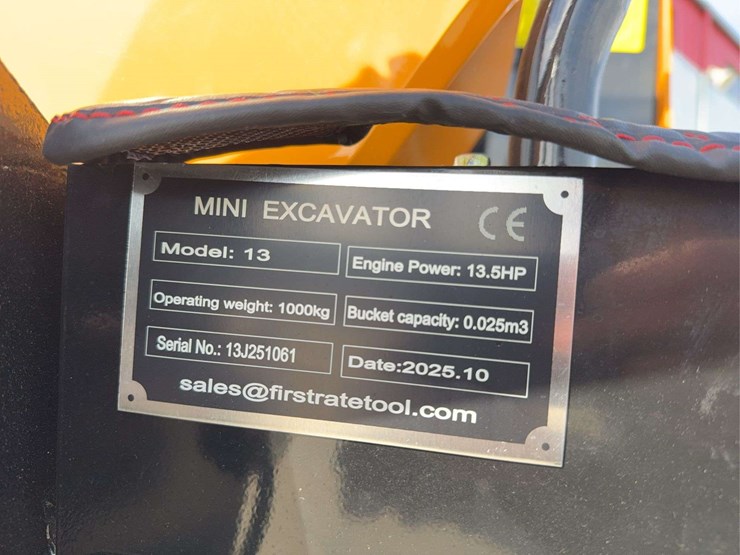 MINI EXCAVATOR CE
Model: 13
Engine Power: 13.5HP
Operating weight: 1000kg
Bucket capacity: 0.025m3
Serial No.: 13J251061
Date:2025.10
sales@firstratetool.com